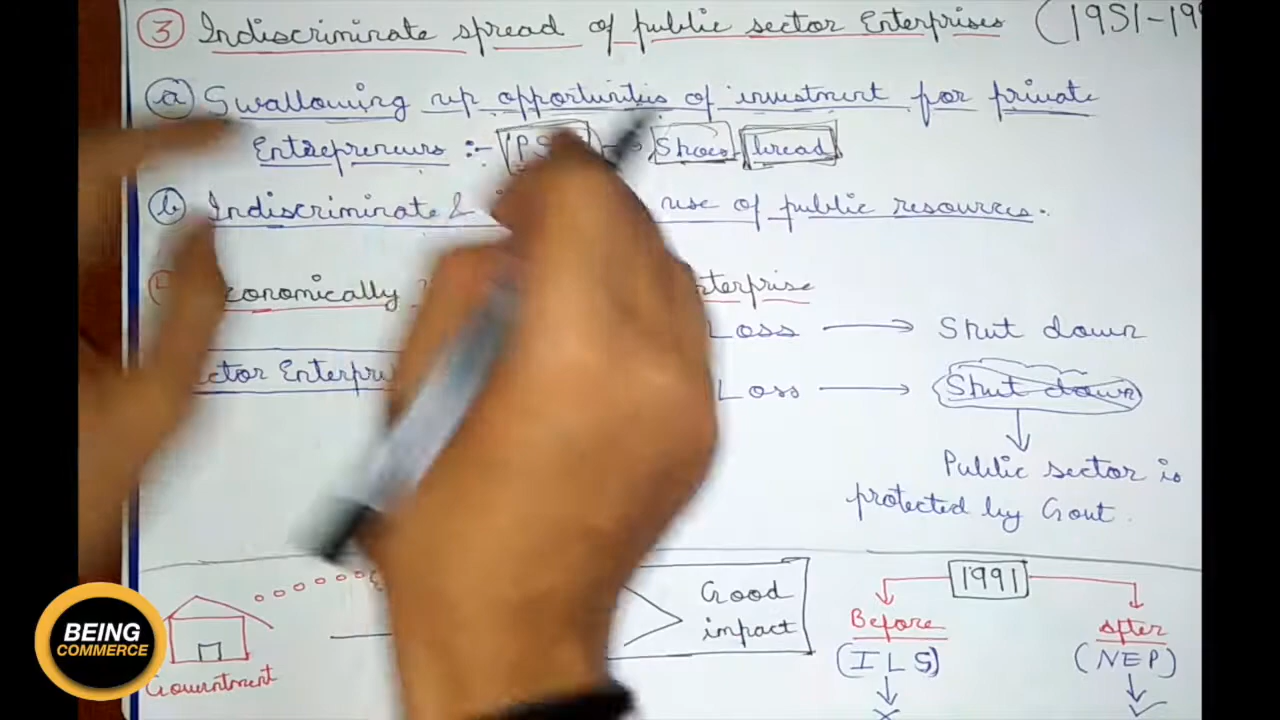 3 Indiscriminate spread of public sector Enterprises (1951-19
a Swallowing up opportunities of investment for private
Entrepreneurs :- Shoes bread
b Indiscriminate & use of public resources.
Loss → Shut down
Loss → Shut down
Public sector is
protected by Govt.
1991
Good
impact
Before
After
(ILS)
(NEP)
Government
BEING
COMMERCE